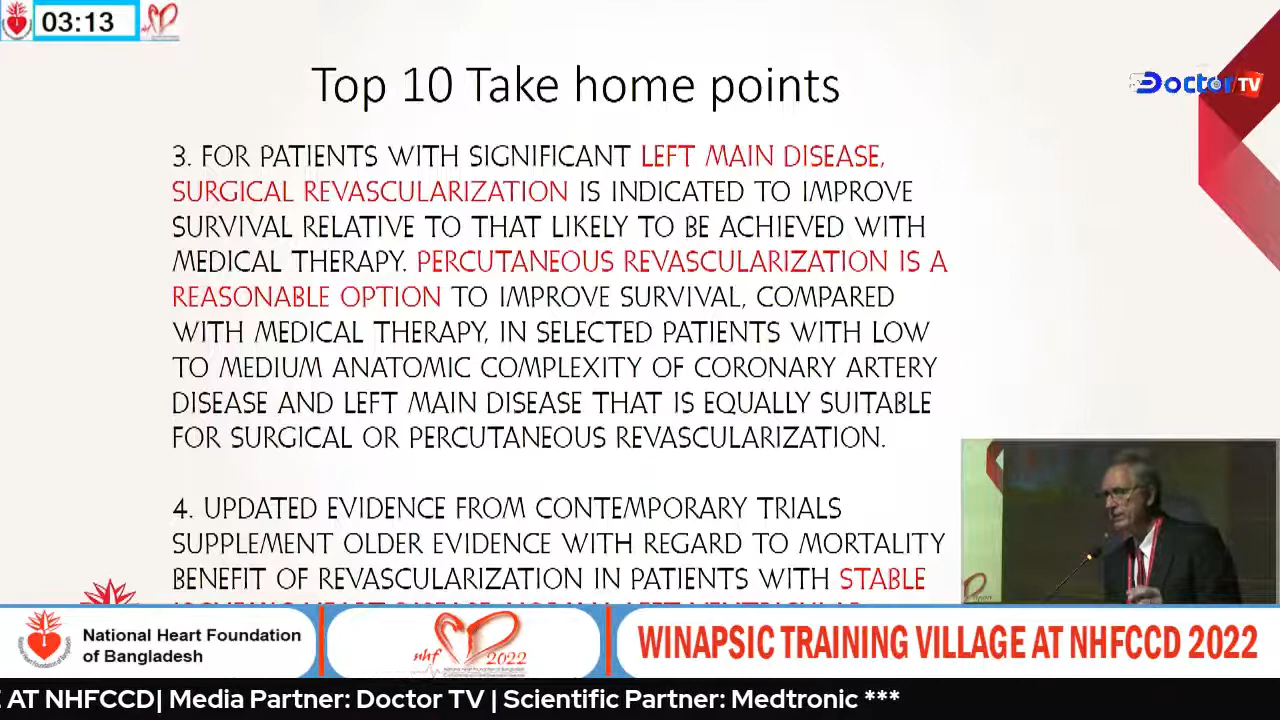 03:13
Doctor TV
Top 10 Take home points
3. FOR PATIENTS WITH SIGNIFICANT LEFT MAIN DISEASE,
SURGICAL REVASCULARIZATION IS INDICATED TO IMPROVE
SURVIVAL RELATIVE TO THAT LIKELY TO BE ACHIEVED WITH
MEDICAL THERAPY. PERCUTANEOUS REVASCULARIZATION IS A
REASONABLE OPTION TO IMPROVE SURVIVAL, COMPARED
WITH MEDICAL THERAPY, IN SELECTED PATIENTS WITH LOW
TO MEDIUM ANATOMIC COMPLEXITY OF CORONARY ARTERY
DISEASE AND LEFT MAIN DISEASE THAT IS EQUALLY SUITABLE
FOR SURGICAL OR PERCUTANEOUS REVASCULARIZATION.
4. UPDATED EVIDENCE FROM CONTEMPORARY TRIALS
SUPPLEMENT OLDER EVIDENCE WITH REGARD TO MORTALITY
BENEFIT OF REVASCULARIZATION IN PATIENTS WITH STABLE
National Heart Foundation
of Bangladesh
nhf 2022
WINAPSIC TRAINING VILLAGE AT NHFCCD 2022
AT NHFCCD| Media Partner: Doctor TV | Scientific Partner: Medtronic ***